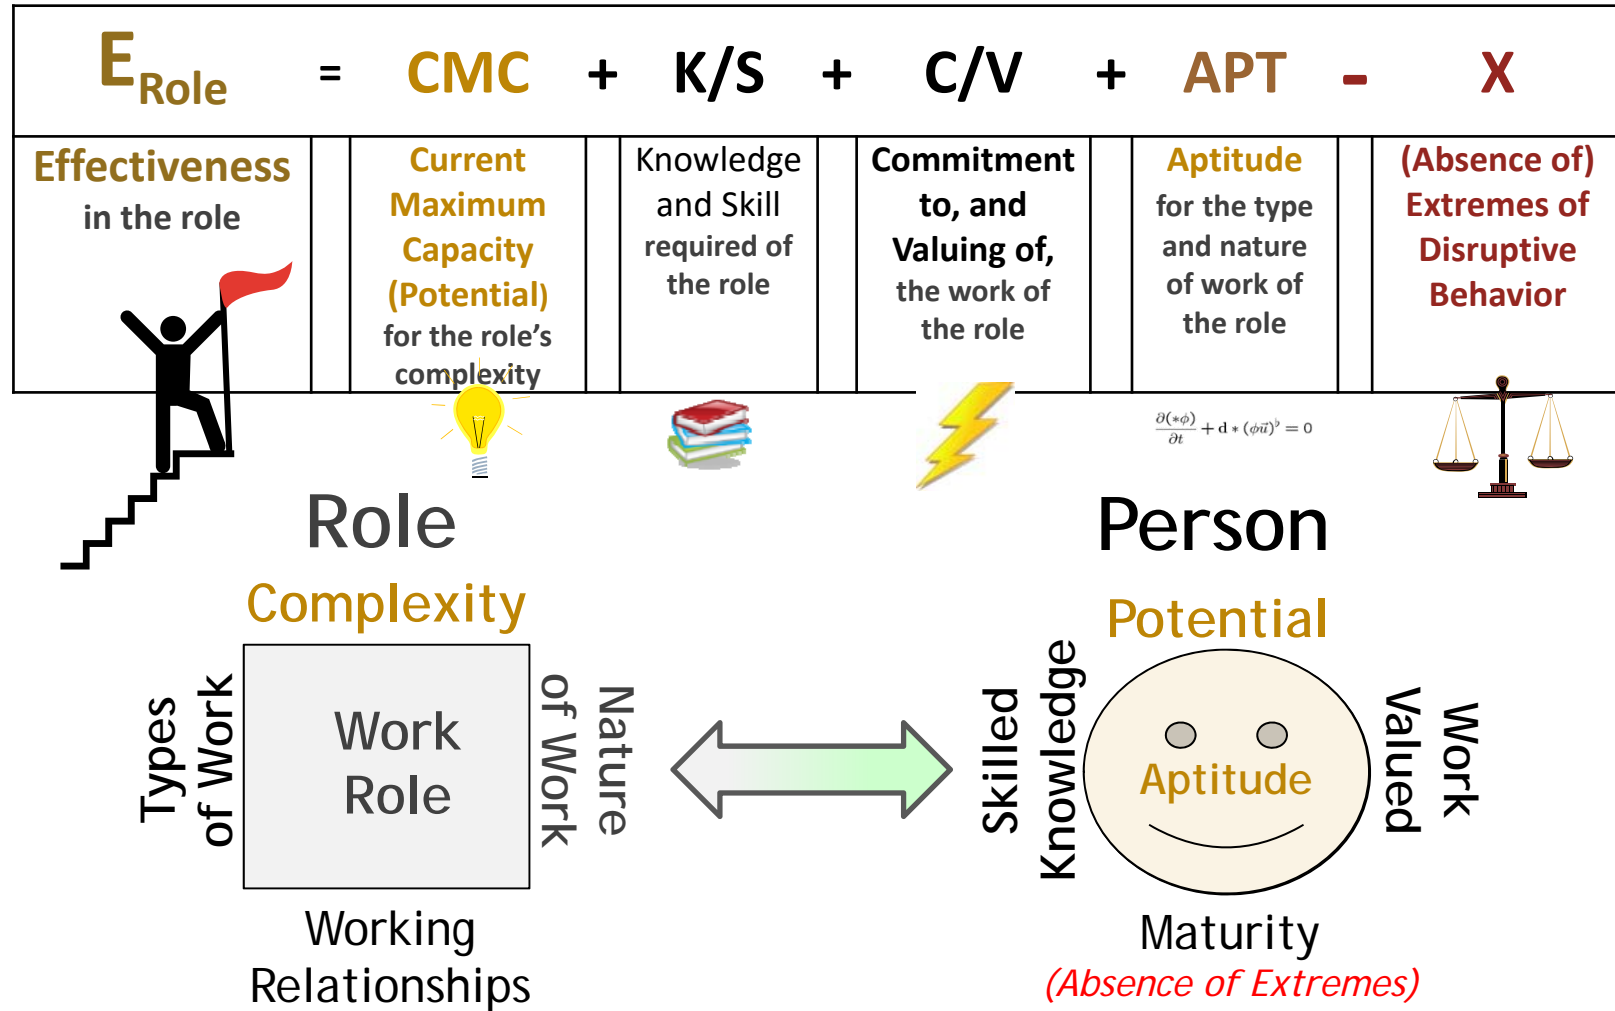 E Role = CMC + K/S + C/V + APT - X
Effectiveness
in the role
Current
Maximum
Capacity
(Potential)
for the role’s
complexity
Knowledge
and Skill
required of
the role
Commitment
to, and
Valuing of,
the work of
the role
Aptitude
for the type
and nature
of work of
the role
(Absence of)
Extremes of
Disruptive
Behavior
∂(*ϕ)/∂t + d * (ϕu⃗)♭ = 0
Role
Complexity
Types
of Work
Work
Role
Nature
of Work
Working
Relationships
Person
Potential
Skilled
Knowledge
Aptitude
Work
Valued
Maturity
(Absence of Extremes)